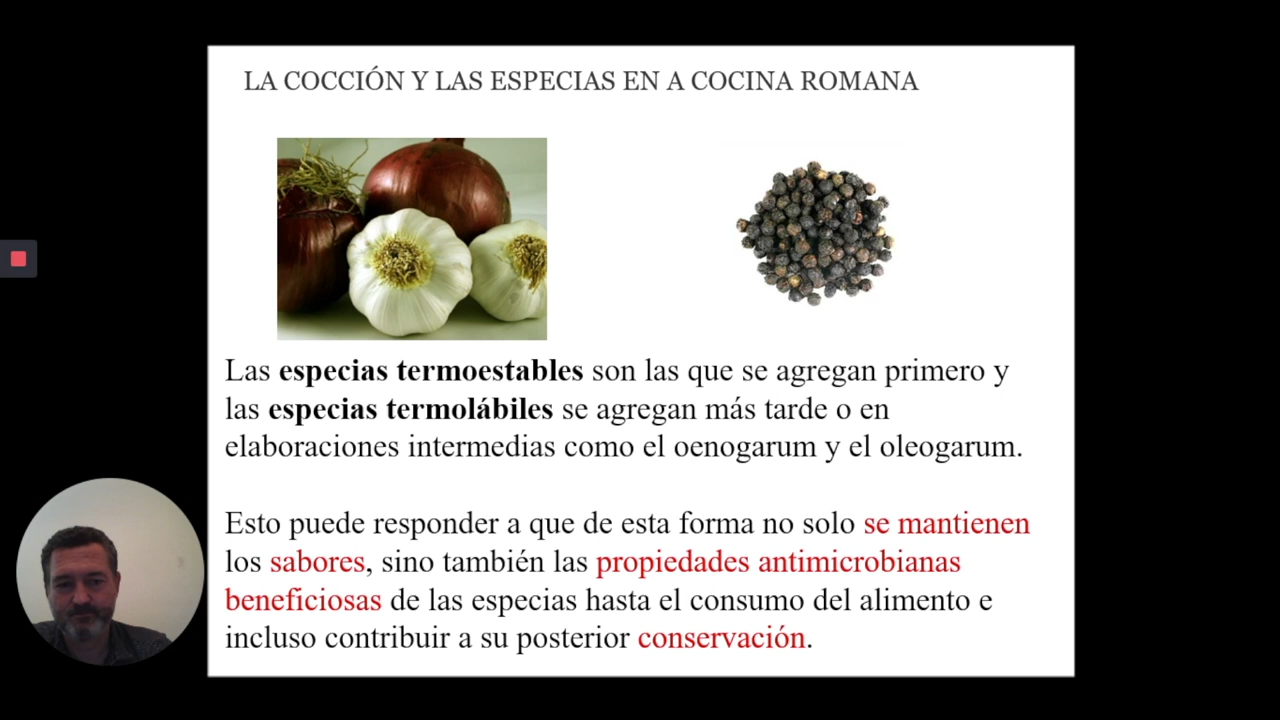 LA COCCIÓN Y LAS ESPECIAS EN A COCINA ROMANA
Las especias termoestables son las que se agregan primero y
las especias termolábiles se agregan más tarde o en
elaboraciones intermedias como el oenogarum y el oleogarum.
Esto puede responder a que de esta forma no solo se mantienen
los sabores, sino también las propiedades antimicrobianas
beneficiosas de las especias hasta el consumo del alimento e
incluso contribuir a su posterior conservación.